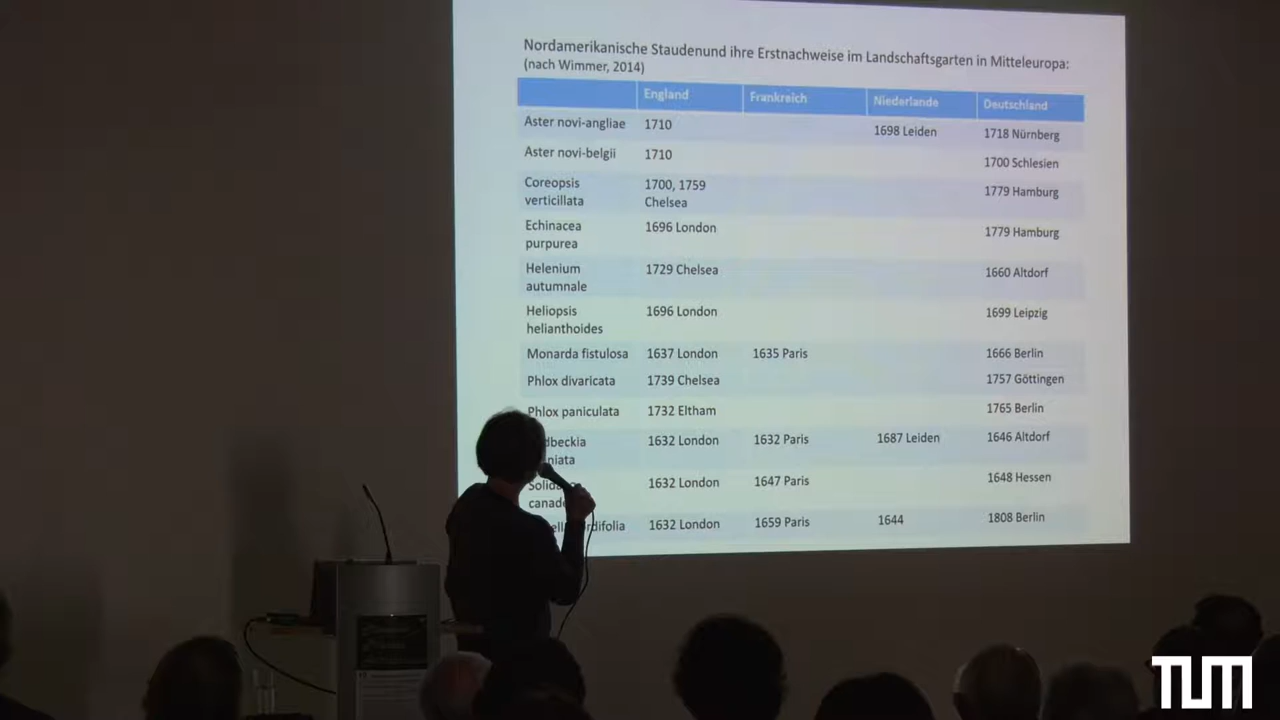 Nordamerikanische Staudenund ihre Erstnachweise im Landschaftsgarten in Mitteleuropa:
(nach Wimmer, 2014)
England Frankreich Niederlande Deutschland
Aster novi-angliae 1710 1698 Leiden 1718 Nürnberg
Aster novi-belgii 1710 1700 Schlesien
Coreopsis 1700, 1759 1779 Hamburg
verticillata Chelsea
Echinacea 1696 London 1779 Hamburg
purpurea
Helenium 1729 Chelsea 1660 Altdorf
autumnale
Heliopsis 1696 London 1699 Leipzig
helianthoides
Monarda fistulosa 1637 London 1635 Paris 1666 Berlin
Phlox divaricata 1739 Chelsea 1757 Göttingen
Phlox paniculata 1732 Eltham 1765 Berlin
1632 London 1632 Paris 1687 Leiden 1646 Altdorf
1632 London 1647 Paris 1648 Hessen
1632 London 1659 Paris 1644 1808 Berlin
TUM